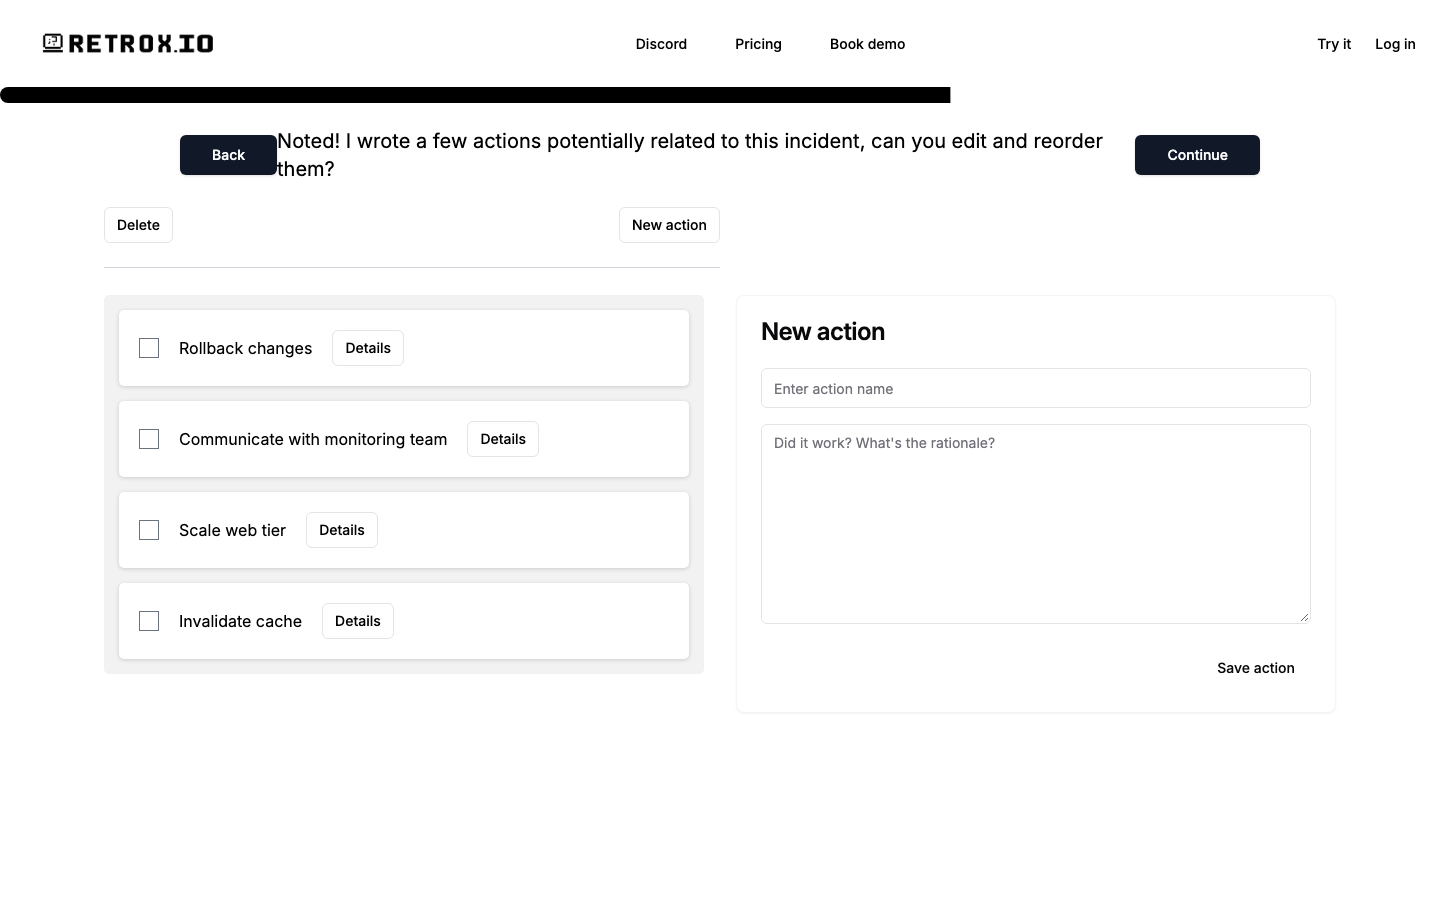 RETROX.IO
Discord
Pricing
Book demo
Try it
Log in
Back
Noted! I wrote a few actions potentially related to this incident, can you edit and reorder
them?
Continue
Delete
New action
Rollback changes
Details
Communicate with monitoring team
Details
Scale web tier
Details
Invalidate cache
Details
New action
Enter action name
Did it work? What's the rationale?
Save action